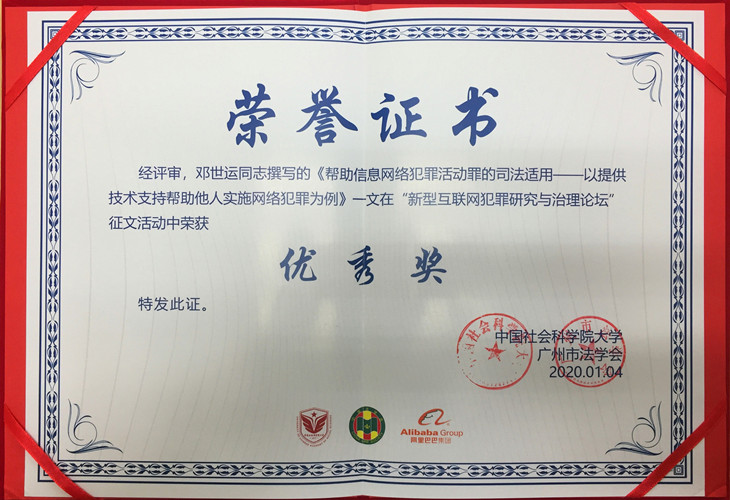 荣誉证书
经评审，邓世运同志撰写的《帮助信息网络犯罪活动罪的司法适用——以提供
技术支持帮助他人实施网络犯罪为例》一文在“新型互联网犯罪研究与治理论坛”
征文活动中荣获
优秀奖
特发此证。
中国社会科学院大学
广州市法学会
2020.01.04
Alibaba Group
阿里巴巴集团